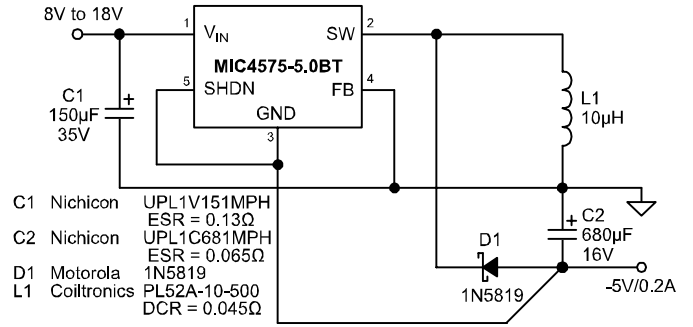 8V to 18V
1
VIN
SW
2
MIC4575-5.0BT
5
SHDN
FB
4
GND
3
C1
150µF
35V
+
L1
10µH
C1 Nichicon UPL1V151MPH
ESR = 0.13Ω
C2 Nichicon UPL1C681MPH
ESR = 0.065Ω
D1 Motorola 1N5819
L1 Coiltronics PL52A-10-500
DCR = 0.045Ω
D1
1N5819
+
C2
680µF
16V
-5V/0.2A